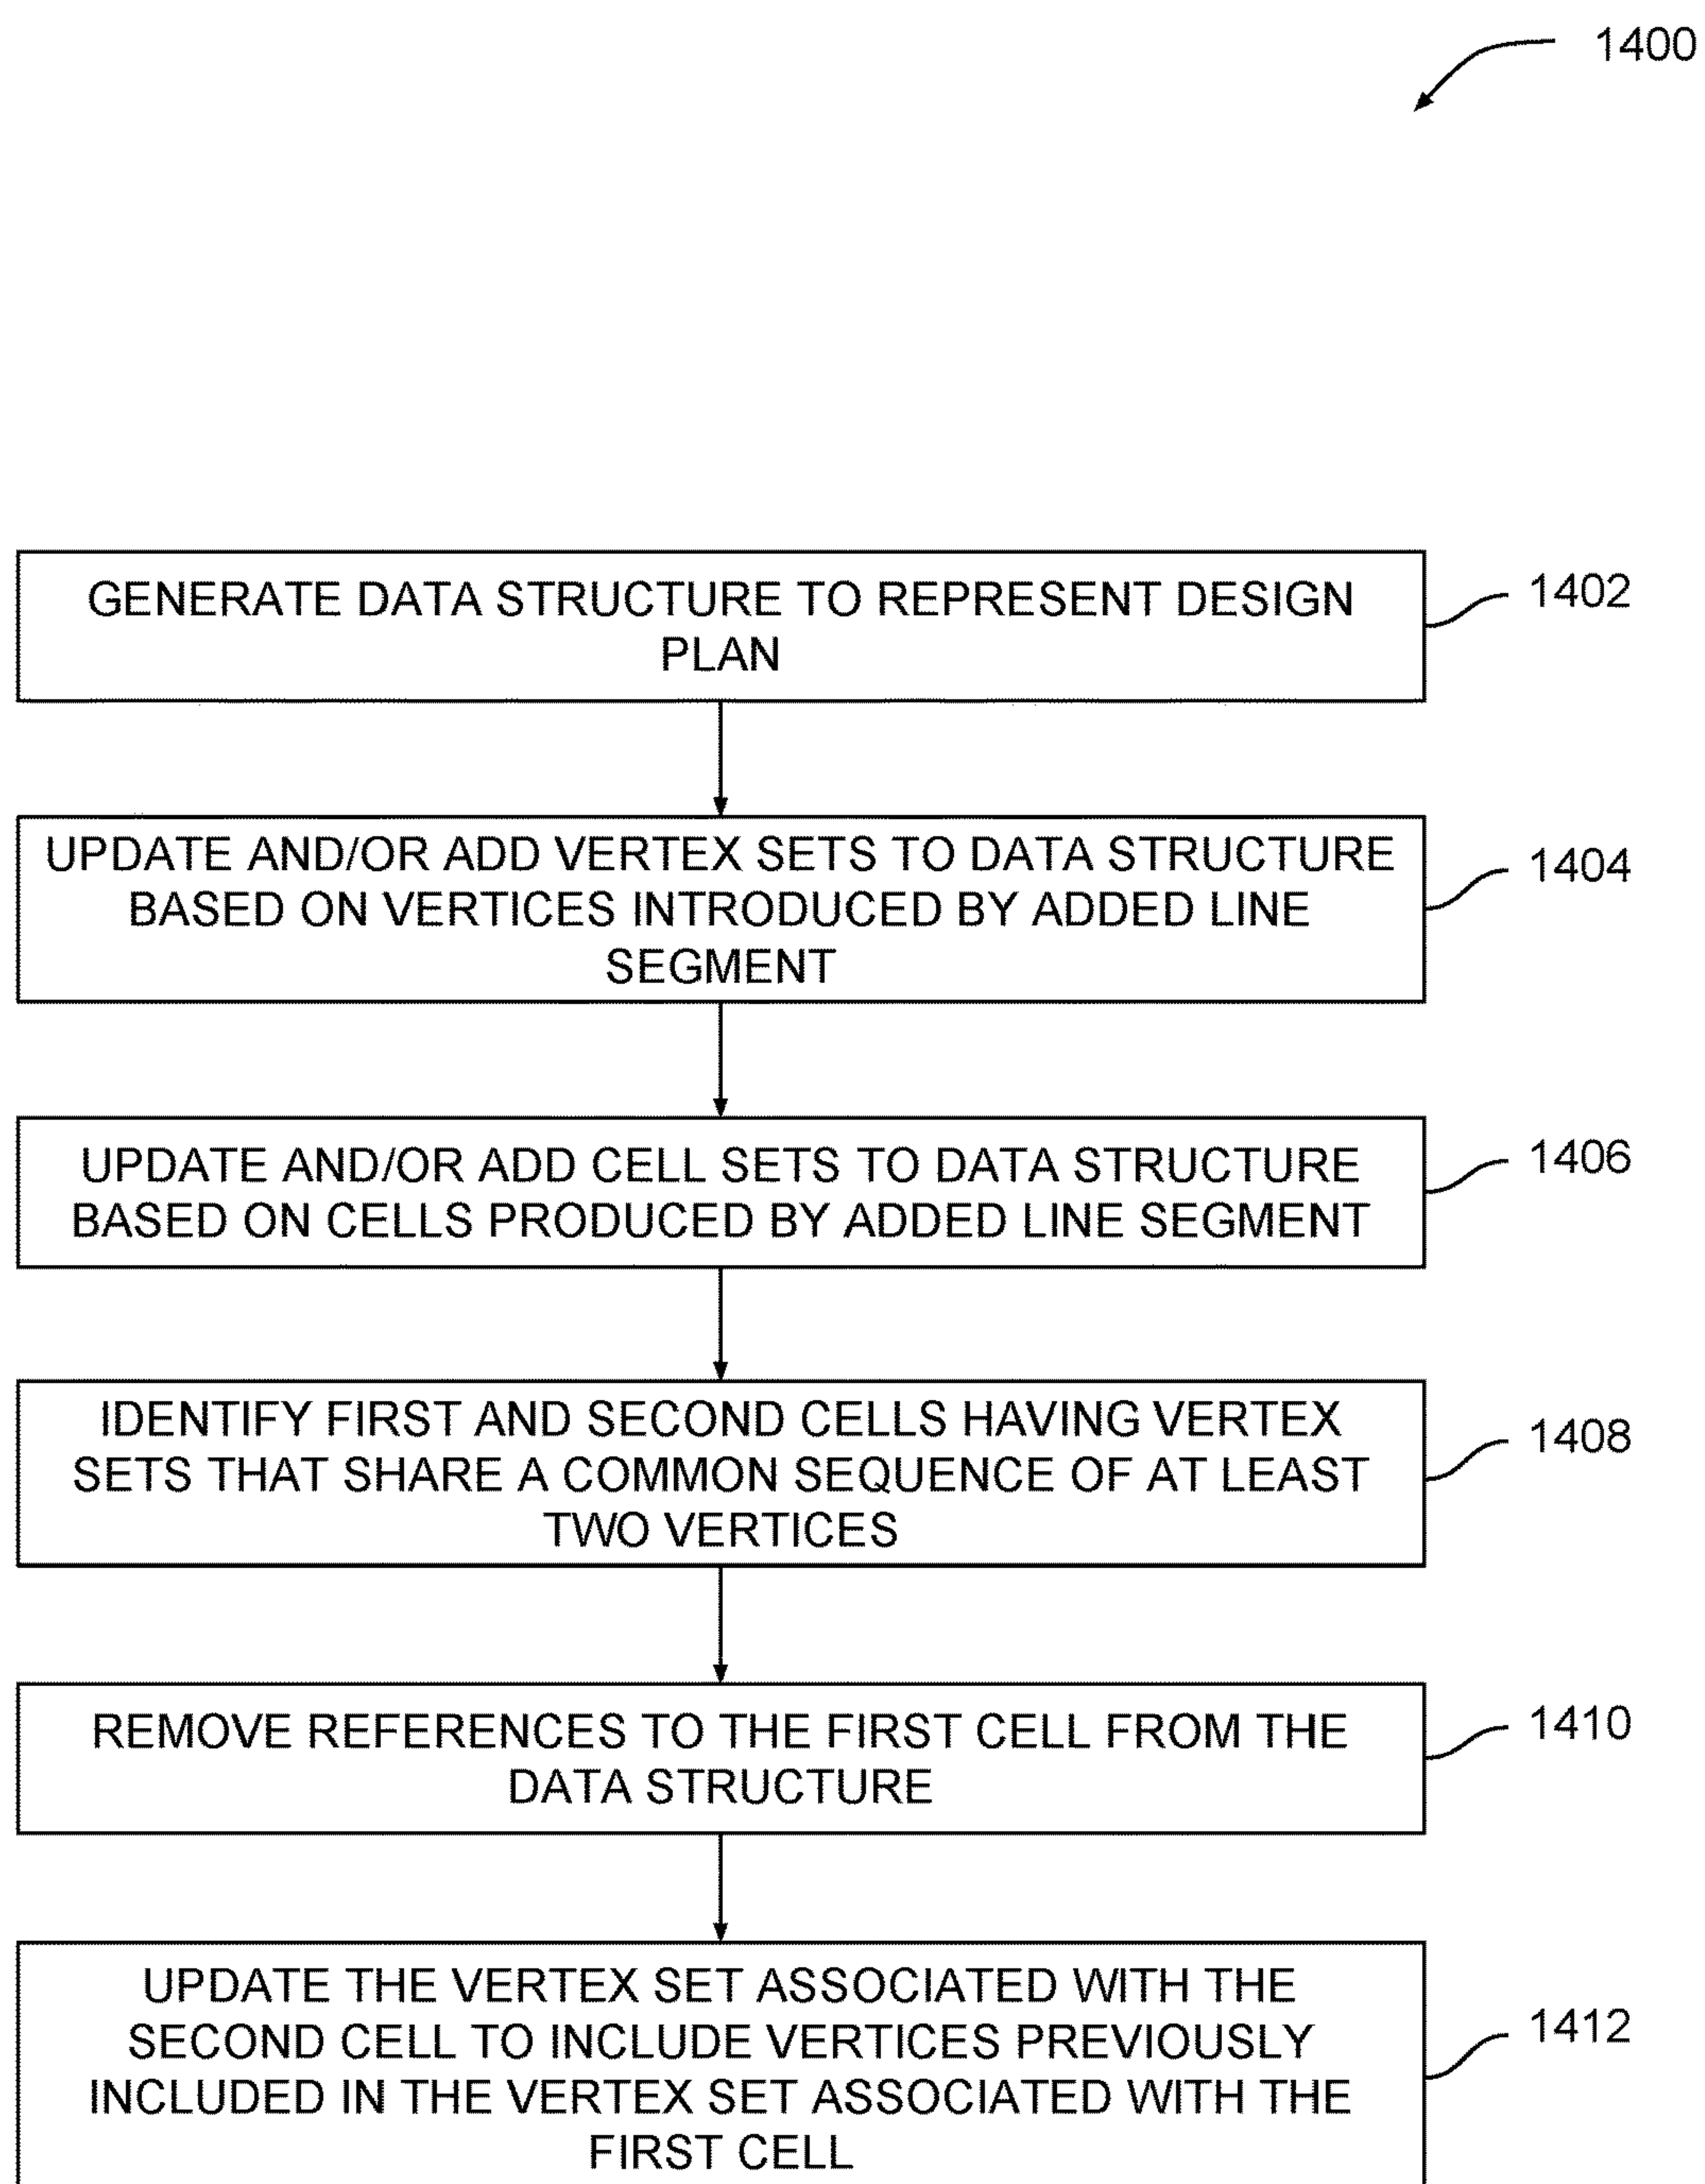 1400
GENERATE DATA STRUCTURE TO REPRESENT DESIGN
PLAN
1402
UPDATE AND/OR ADD VERTEX SETS TO DATA STRUCTURE
BASED ON VERTICES INTRODUCED BY ADDED LINE
SEGMENT
1404
UPDATE AND/OR ADD CELL SETS TO DATA STRUCTURE
BASED ON CELLS PRODUCED BY ADDED LINE SEGMENT
1406
IDENTIFY FIRST AND SECOND CELLS HAVING VERTEX
SETS THAT SHARE A COMMON SEQUENCE OF AT LEAST
TWO VERTICES
1408
REMOVE REFERENCES TO THE FIRST CELL FROM THE
DATA STRUCTURE
1410
UPDATE THE VERTEX SET ASSOCIATED WITH THE
SECOND CELL TO INCLUDE VERTICES PREVIOUSLY
INCLUDED IN THE VERTEX SET ASSOCIATED WITH THE
FIRST CELL
1412